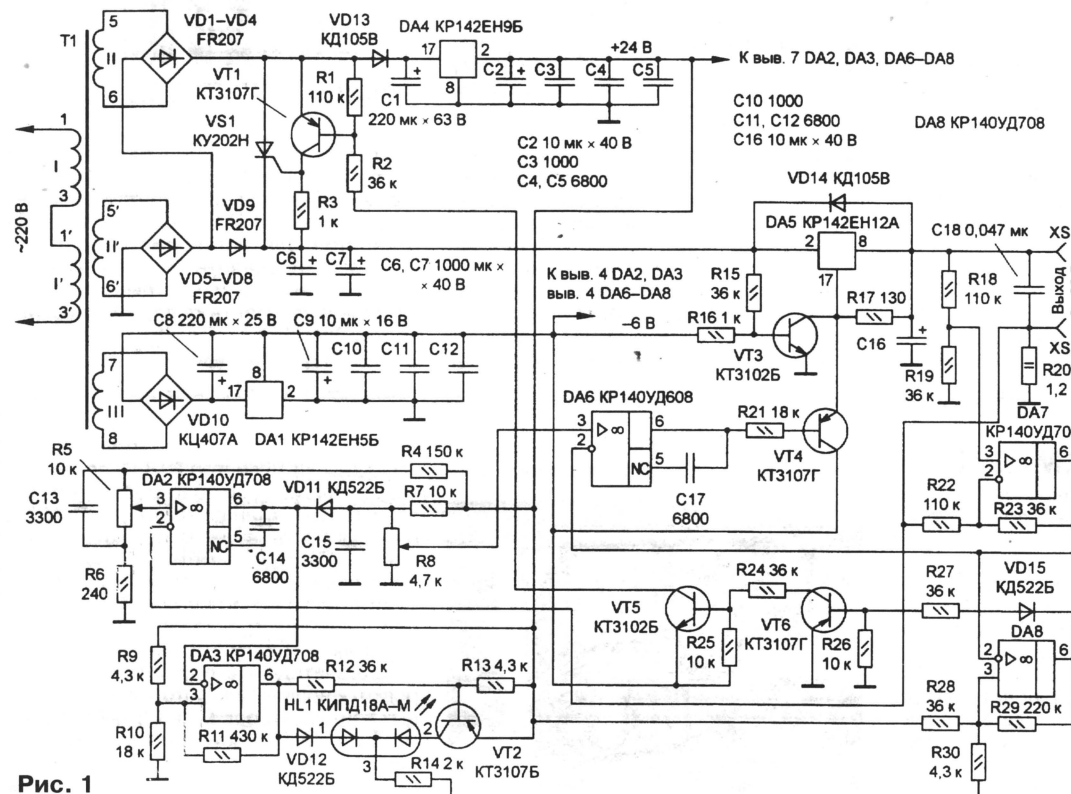 T1
5
II
6
VD1–VD4
FR207
VT1
КТ3107Г
VS1
КУ202Н
VD13
КД105В
DA4 КР142ЕН9Б
17
2
8
+24 В
К выв. 7 DA2, DA3, DA6–DA8
R1
110 к
C1
220 мк × 63 В
C2
C3
C4
C5
C2 10 мк × 40 В
C3 1000
C4, C5 6800
C10 1000
C11, C12 6800
C16 10 мк × 40 В
DA8 КР140УД708
R2
36 к
R3
1 к
~220 В
1
I
3
1'
I'
3'
5'
II'
6'
VD9
FR207
VD5–VD8
FR207
C6
C7
C6, C7 1000 мк ×
× 40 В
VD14 КД105В
DA5 КР142ЕН12А
2
8
17
C18 0,047 мк
XS
Выход
XS
К выв. 4 DA2, DA3
выв. 4 DA6–DA8
–6 В
R15
36 к
R16 1 к
R17 130
C16
VT3
КТ3102Б
R18
110 к
R19
36 к
R20
1,2
7
III
8
C8 220 мк × 25 В
C9 10 мк × 16 В
C10
C11
C12
17
8
2
VD10
КЦ407А
DA1 КР142ЕН5Б
DA6 КР140УД608
3
2
∞
6
NC
5
C17
6800
R21 18 к
VT4
КТ3107Г
DA7
КР140УД70
3
2
∞
6
R22
110 к
R23 36 к
R5
10 к
C13
3300
R6
240
DA2 КР140УД708
3
2
∞
6
NC
5
C14
6800
VD11 КД522Б
C15
3300
R4 150 к
R7 10 к
R8
4,7 к
R24 36 к
VT5
КТ3102Б
R25
10 к
VT6
КТ3107Г
R26
10 к
R27
36 к
VD15
КД522Б
DA8
2
3
∞
6
R28
36 к
R29 220 к
R30
4,3 к
R9
4,3 к
R10
18 к
DA3 КР140УД708
2
3
∞
6
R11 430 к
R12 36 к
R13 4,3 к
HL1 КИПД18А–М
1
2
3
VD12
КД522Б
R14 2 к
VT2
КТ3107Б
Рис. 1